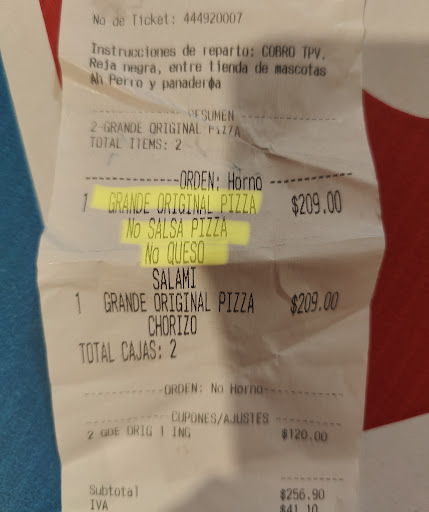 No de Ticket: 444920007
Instrucciones de reparto: COBRO TPV.
Reja negra, entre tienda de mascotas
Perro y panadería
RESUMEN
2-GRANDE ORIGINAL PIZZA
TOTAL ITEMS: 2
------------ORDEN: Horno -----------
1 GRANDE ORIGINAL PIZZA $209.00
No SALSA PIZZA
No QUESO
SALAMI
1 GRANDE ORIGINAL PIZZA $209.00
CHORIZO
TOTAL CAJAS: 2
------------ORDEN: No Horno------------
------------CUPONES/AJUSTES------------
2 GDE ORIG 1 ING $120.00
Subtotal $256.90
IVA $41.10